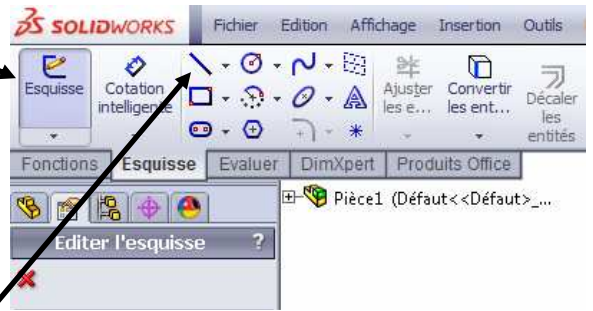 SOLIDWORKS Fichier Edition Affichage Insertion Outils
Esquisse Cotation intelligente Ajuster les e... Convertir les ent... Décaler les entités
Fonctions Esquisse Evaluer DimXpert Produits Office
Pièce1 (Défaut<<Défaut>_...
Editer l'esquisse ?